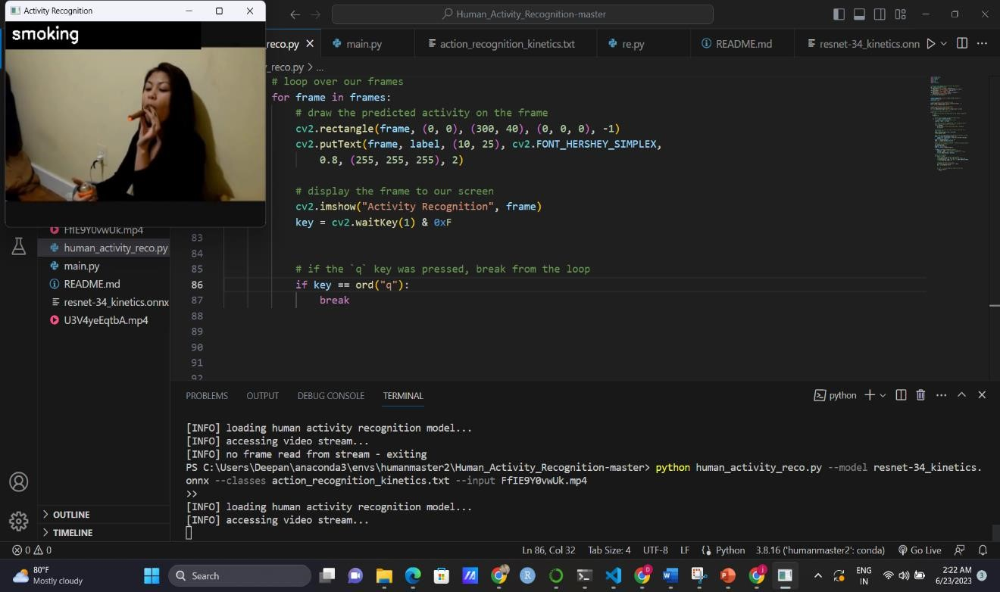 Activity Recognition
Human_Activity_Recognition-master
smoking
reco.py
main.py
action_recognition_kinetics.txt
re.py
README.md
resnet-34_kinetics.onn
_reco.py > ...
# loop over our frames
for frame in frames:
# draw the predicted activity on the frame
cv2.rectangle(frame, (0, 0), (300, 40), (0, 0, 0), -1)
cv2.putText(frame, label, (10, 25), cv2.FONT_HERSHEY_SIMPLEX,
0.8, (255, 255, 255), 2)
# display the frame to our screen
cv2.imshow("Activity Recognition", frame)
key = cv2.waitKey(1) & 0xF
83
84
85 # if the `q` key was pressed, break from the loop
86 if key == ord("q"):
87 break
88
89
90
91
92
FfIE9Y0vwUk.mp4
human_activity_reco.py
main.py
README.md
resnet-34_kinetics.onnx
U3V4yeEqtbA.mp4
OUTLINE
TIMELINE
PROBLEMS OUTPUT DEBUG CONSOLE TERMINAL
python
[INFO] loading human activity recognition model...
[INFO] accessing video stream...
[INFO] no frame read from stream - exiting
PS C:\Users\Deepan\anaconda3\envs\humanmaster2\Human_Activity_Recognition-master> python human_activity_reco.py --model resnet-34_kinetics.
onnx --classes action_recognition_kinetics.txt --input FfIE9Y0vwUk.mp4
>>
[INFO] loading human activity recognition model...
[INFO] accessing video stream...
0 0 Ln 86, Col 32 Tab Size: 4 UTF-8 LF Python 3.8.16 ('humanmaster2': conda) Go Live
80°F
Mostly cloudy
Search
ENG
IN
2:22 AM
6/23/2023
3